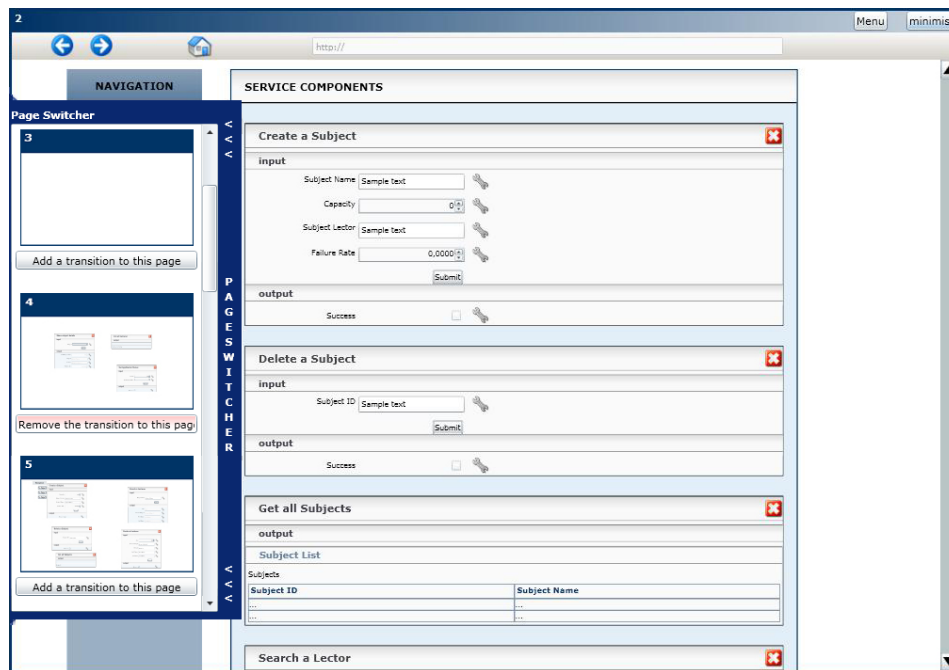 2
Menu
minimis
http://
NAVIGATION
SERVICE COMPONENTS
Page Switcher
<
<
<
3
Add a transition to this page
4
Remove the transition to this pag
5
Add a transition to this page
PAGESWITCHER
<
<
<
Create a Subject
input
Subject Name Sample text
Capacity 0
Subject Lector Sample text
Failure Rate 0,0000
Submit
output
Success
Delete a Subject
input
Subject ID Sample text
Submit
output
Success
Get all Subjects
output
Subject List
Subjects
Subject ID Subject Name
... ...
... ...
Search a Lector